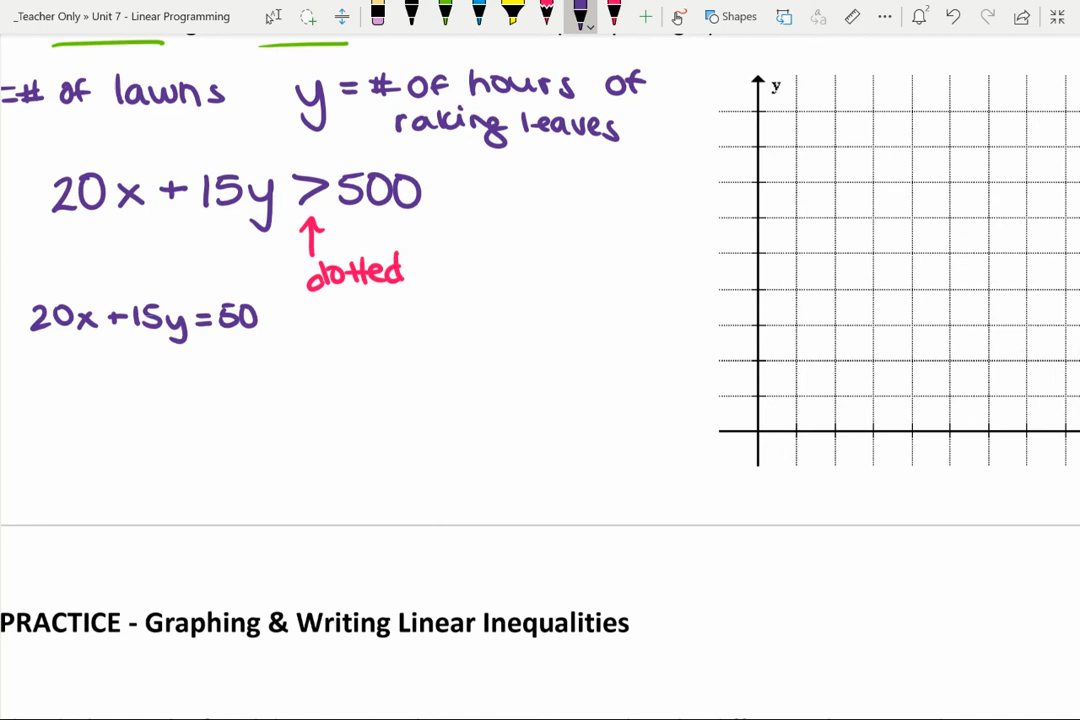 _Teacher Only » Unit 7 - Linear Programming
Shapes
2
=# of lawns
y = # of hours of
raking leaves
y
20x + 15y > 500
dotted
20x + 15y = 50
PRACTICE - Graphing & Writing Linear Inequalities